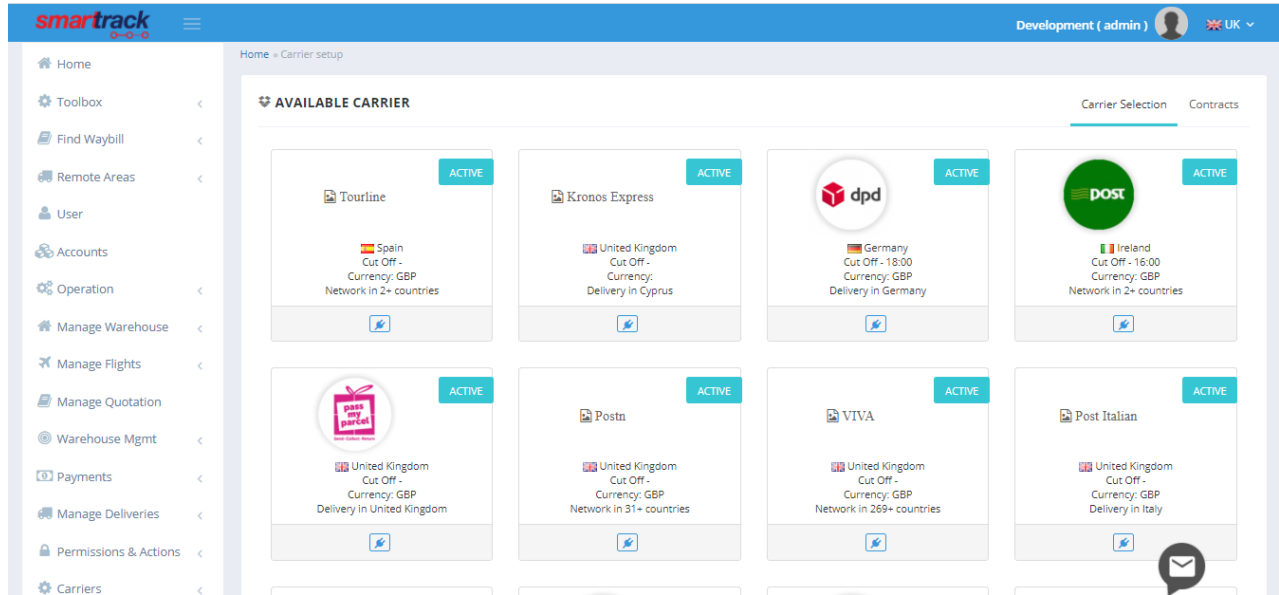 smartrack
Development ( admin )
UK
Home
Toolbox
Find Waybill
Remote Areas
User
Accounts
Operation
Manage Warehouse
Manage Flights
Manage Quotation
Warehouse Mgmt
Payments
Manage Deliveries
Permissions & Actions
Carriers
Home » Carrier setup
AVAILABLE CARRIER
Carrier Selection
Contracts
ACTIVE
Tourline
Spain
Cut Off -
Currency: GBP
Network in 2+ countries
ACTIVE
Kronos Express
United Kingdom
Cut Off -
Currency:
Delivery in Cyprus
ACTIVE
dpd
Germany
Cut Off - 18:00
Currency: GBP
Delivery in Germany
ACTIVE
post
Ireland
Cut Off - 16:00
Currency: GBP
Network in 2+ countries
ACTIVE
pass
my
parcel
Send Collect Return
United Kingdom
Cut Off -
Currency: GBP
Delivery in United Kingdom
ACTIVE
Postn
United Kingdom
Cut Off -
Currency: GBP
Network in 31+ countries
ACTIVE
VIVA
United Kingdom
Cut Off -
Currency: GBP
Network in 269+ countries
ACTIVE
Post Italian
United Kingdom
Cut Off -
Currency: GBP
Delivery in Italy